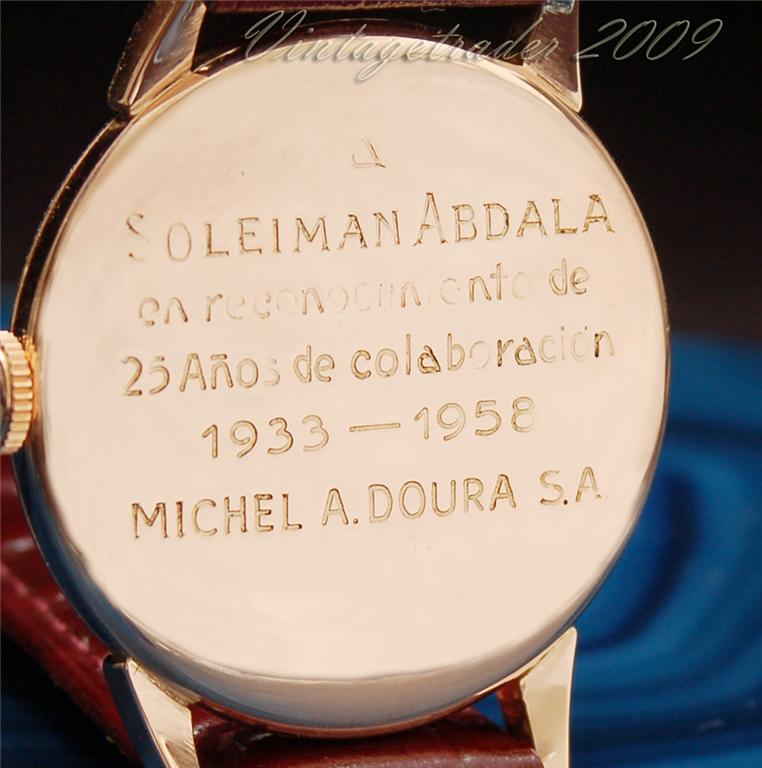 Vintagetrader 2009
A
SOLEIMAN ABDALA
en reconocimiento de
25 Años de colaboración
1933 — 1958
MICHEL A. DOURA S.A.